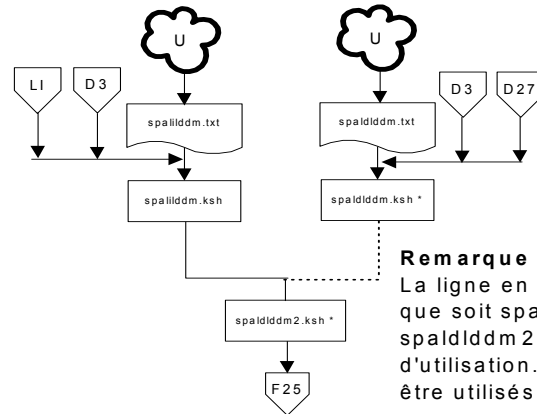 U
U
LI
D3
D3
D27
spalilddm.txt
spaldlddm.txt
spalilddm.ksh
spaldlddm.ksh *
Remarque
La ligne en
que soit
spaldlddm2.ksh *
spaldlddm2
d'utilisation.
être utilisés
F25